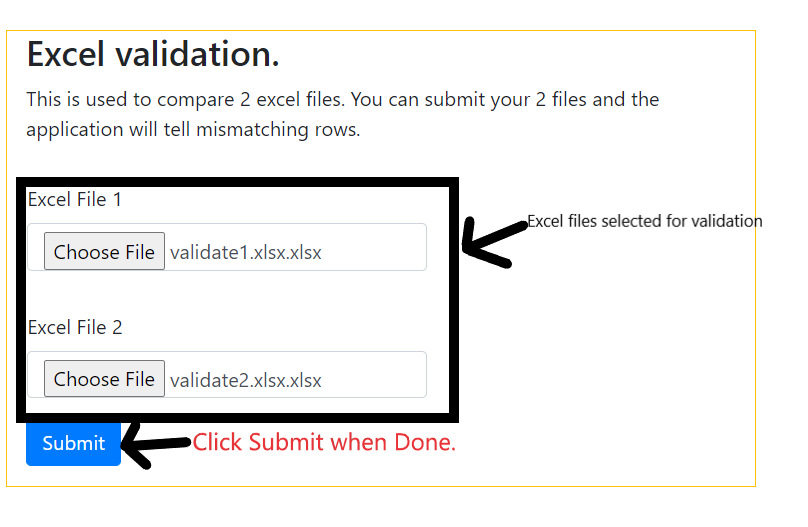 Excel validation.
This is used to compare 2 excel files. You can submit your 2 files and the
application will tell mismatching rows.
Excel File 1
Excel files selected for validation
Choose File validate1.xlsx.xlsx
Excel File 2
Choose File validate2.xlsx.xlsx
Submit
Click Submit when Done.